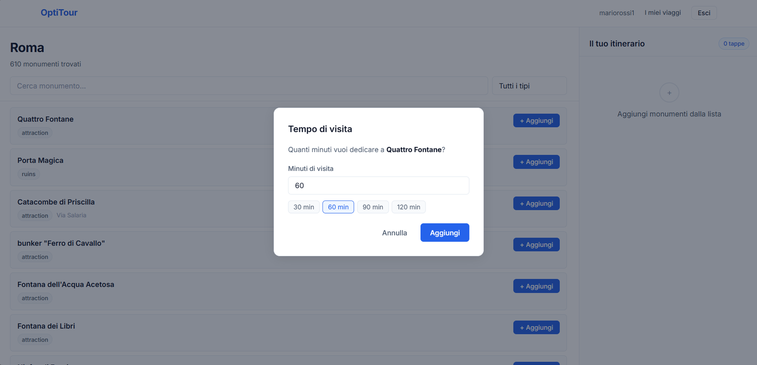 OptiTour
mariorossi1 I miei viaggi Esci
Roma
610 monumenti trovati
Cerca monumento...
Tutti i tipi
Quattro Fontane
attraction
+ Aggiungi
Porta Magica
ruins
+ Aggiungi
Catacombe di Priscilla
attraction Via Salaria
+ Aggiungi
bunker "Ferro di Cavallo"
attraction
+ Aggiungi
Fontana dell'Acqua Acetosa
attraction
+ Aggiungi
Fontana dei Libri
attraction
+ Aggiungi
Tempo di visita
Quanti minuti vuoi dedicare a Quattro Fontane?
Minuti di visita
60
30 min 60 min 90 min 120 min
Annulla Aggiungi
Il tuo itinerario
0 tappe
+
Aggiungi monumenti dalla lista